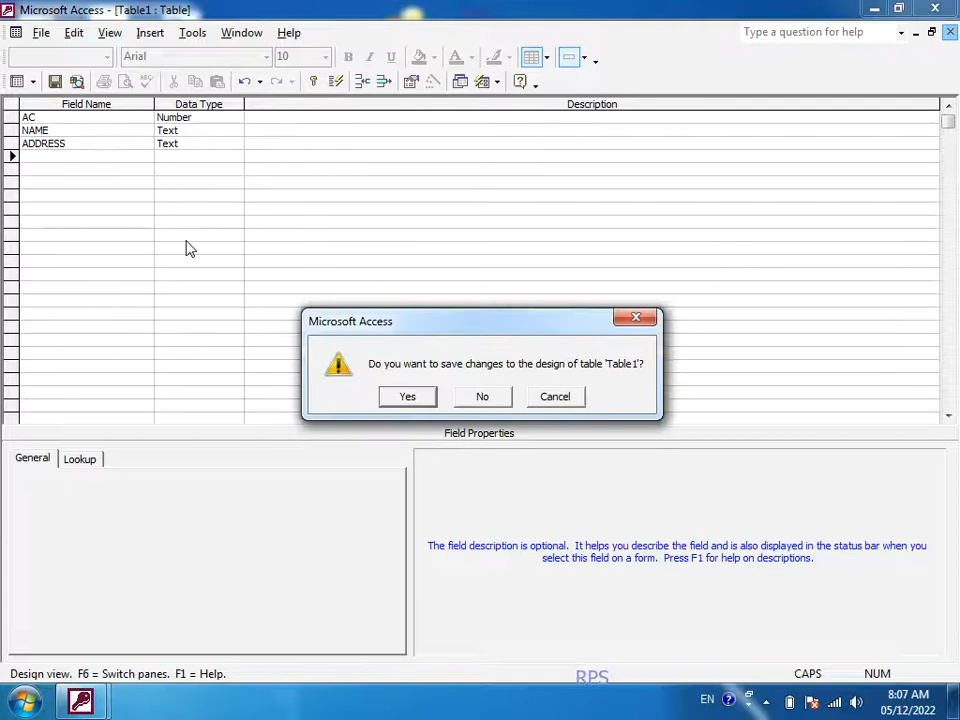 Microsoft Access - [Table1 : Table]
File Edit View Insert Tools Window Help
Type a question for help
Arial 10 B I U A
Field Name Data Type Description
AC Number
NAME Text
ADDRESS Text
Microsoft Access
Do you want to save changes to the design of table 'Table1'?
Yes No Cancel
Field Properties
General Lookup
The field description is optional. It helps you describe the field and is also displayed in the status bar when you
select this field on a form. Press F1 for help on descriptions.
Design view. F6 = Switch panes. F1 = Help.
RPS
CAPS NUM
EN
8:07 AM
05/12/2022